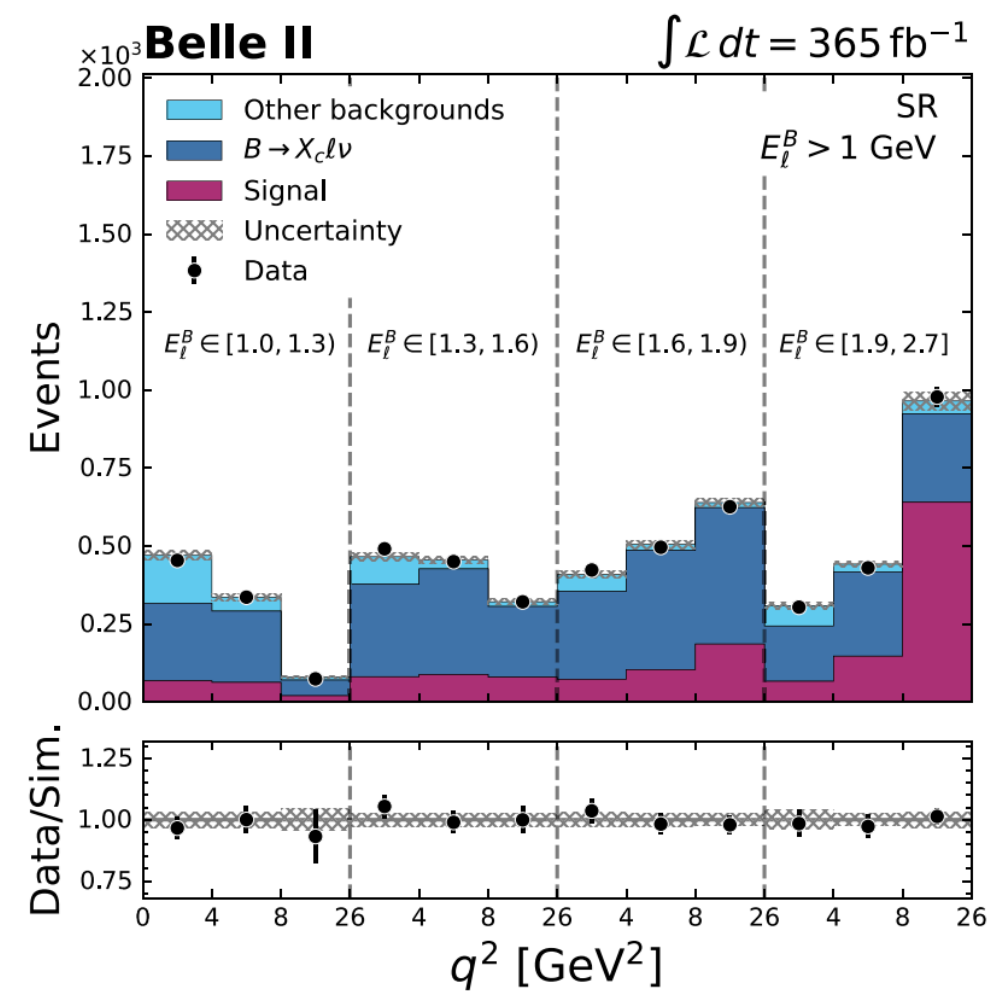 ×10³ Belle II ∫ ℒ dt = 365 fb⁻¹
2.00
1.75
1.50
1.25
1.00
0.75
0.50
0.25
0.00
Events
Other backgrounds
B → X_c ℓν
Signal
Uncertainty
Data
SR
E_ℓ^B > 1 GeV
E_ℓ^B ∈ [1.0, 1.3) E_ℓ^B ∈ [1.3, 1.6) E_ℓ^B ∈ [1.6, 1.9) E_ℓ^B ∈ [1.9, 2.7]
1.25
1.00
0.75
Data/Sim.
0 4 8 26 4 8 26 4 8 26 4 8 26
q² [GeV²]